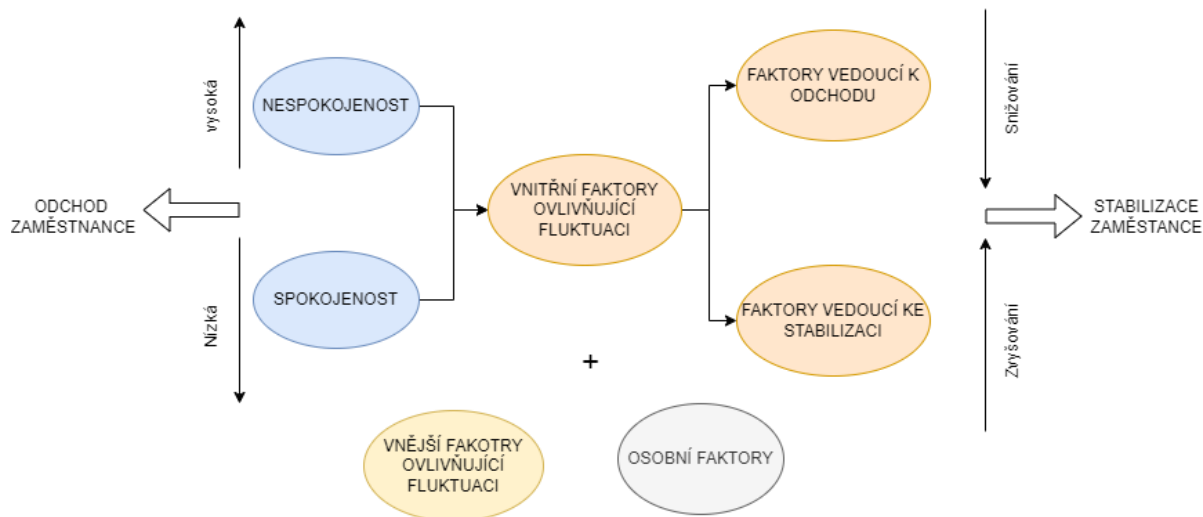 vysoká
NESPOKOJENOST
FAKTORY VEDOUCÍ K
ODCHODU
Snižování
ODCHOD
ZAMĚSTNANCE
VNITŘNÍ FAKTORY
OVLIVŇUJÍCÍ
FLUKTUACI
STABILIZACE
ZAMĚSTANCE
Nízká
SPOKOJENOST
FAKTORY VEDOUCÍ KE
STABILIZACI
Zvyšování
+
VNĚJŠÍ FAKOTRY
OVLIVŇUJÍCÍ
FLUKTUACI
OSOBNÍ FAKTORY